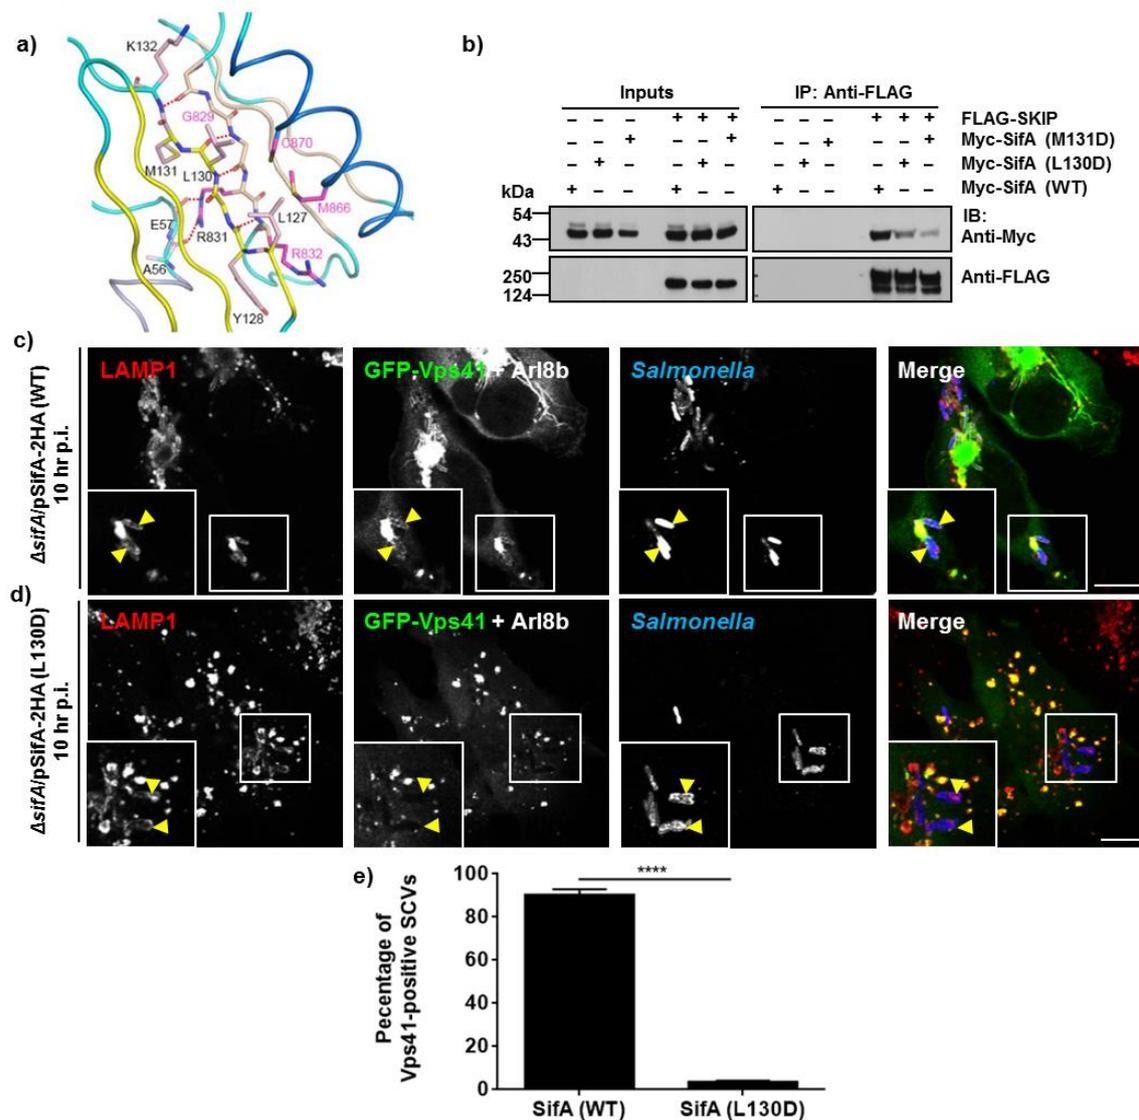 a)
K132
G829
C870
M131
L130
M866
E57
R831
L127
A56
R832
Y128
b)
Inputs
IP: Anti-FLAG
– – – + + + – – – + + + FLAG-SKIP
– – + – – + – – + – – + Myc-SifA (M131D)
– + – – + – – + – – + – Myc-SifA (L130D)
+ – – + – – + – – + – – Myc-SifA (WT)
kDa
54
43
IB:
Anti-Myc
250
124
Anti-FLAG
c)
ΔsifA/pSifA-2HA (WT)
10 hr p.i.
LAMP1
GFP-Vps41 + Arl8b
Salmonella
Merge
d)
ΔsifA/pSifA-2HA (L130D)
10 hr p.i.
LAMP1
GFP-Vps41 + Arl8b
Salmonella
Merge
e)
Pecentage of
Vps41-positive SCVs
100
80
60
40
20
0
****
SifA (WT)
SifA (L130D)